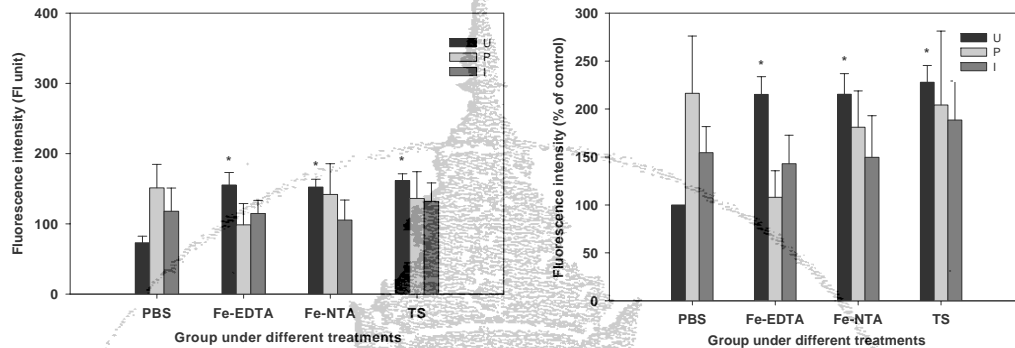 400
300
200
100
0
Fluorescence intensity (FI unit)
U
P
I
*
*
*
PBS
Fe-EDTA
Fe-NTA
TS
Group under different treatments
300
250
200
150
100
50
0
Fluorescence intensity (% of control)
U
P
I
*
*
*
PBS
Fe-EDTA
Fe-NTA
TS
Group under different treatments